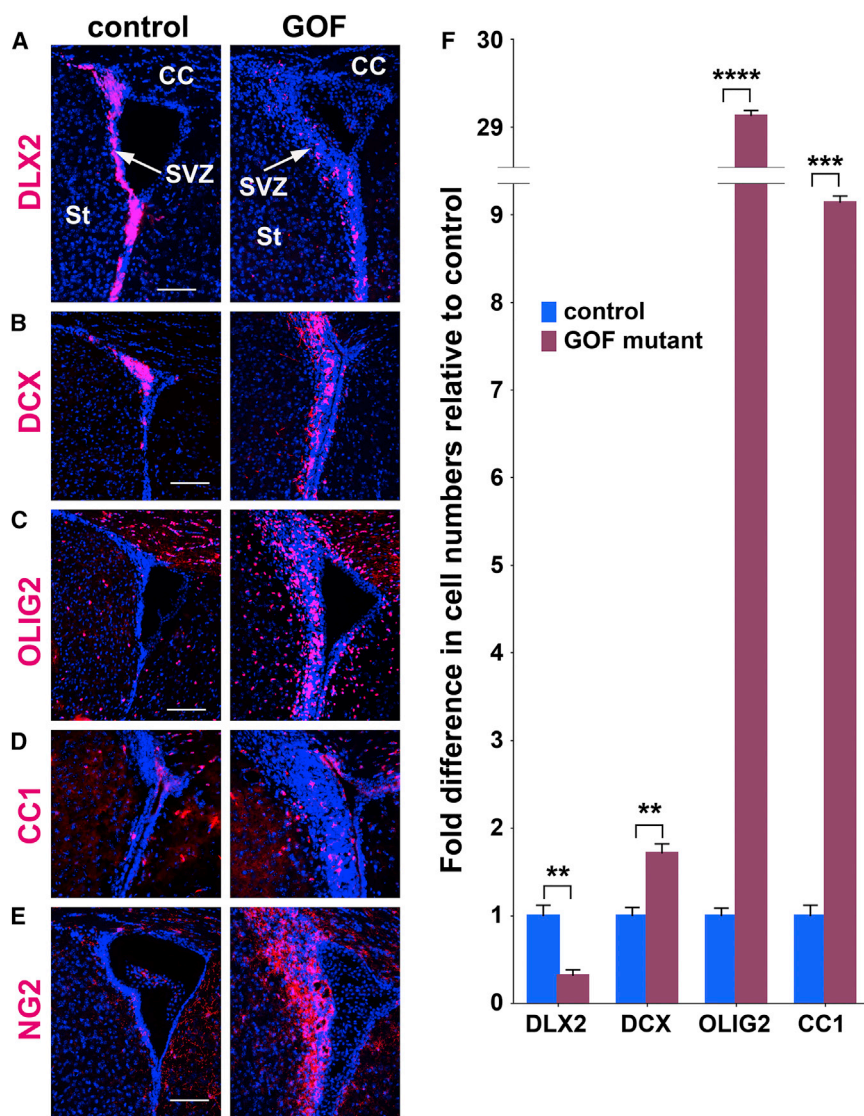 control GOF
A
DLX2
CC
SVZ
St
CC
SVZ
St
B
DCX
C
OLIG2
D
CC1
E
NG2
F
Fold difference in cell numbers relative to control
30
29
9
8
7
6
5
4
3
2
1
0
control
GOF mutant
**
**
****
***
DLX2 DCX OLIG2 CC1